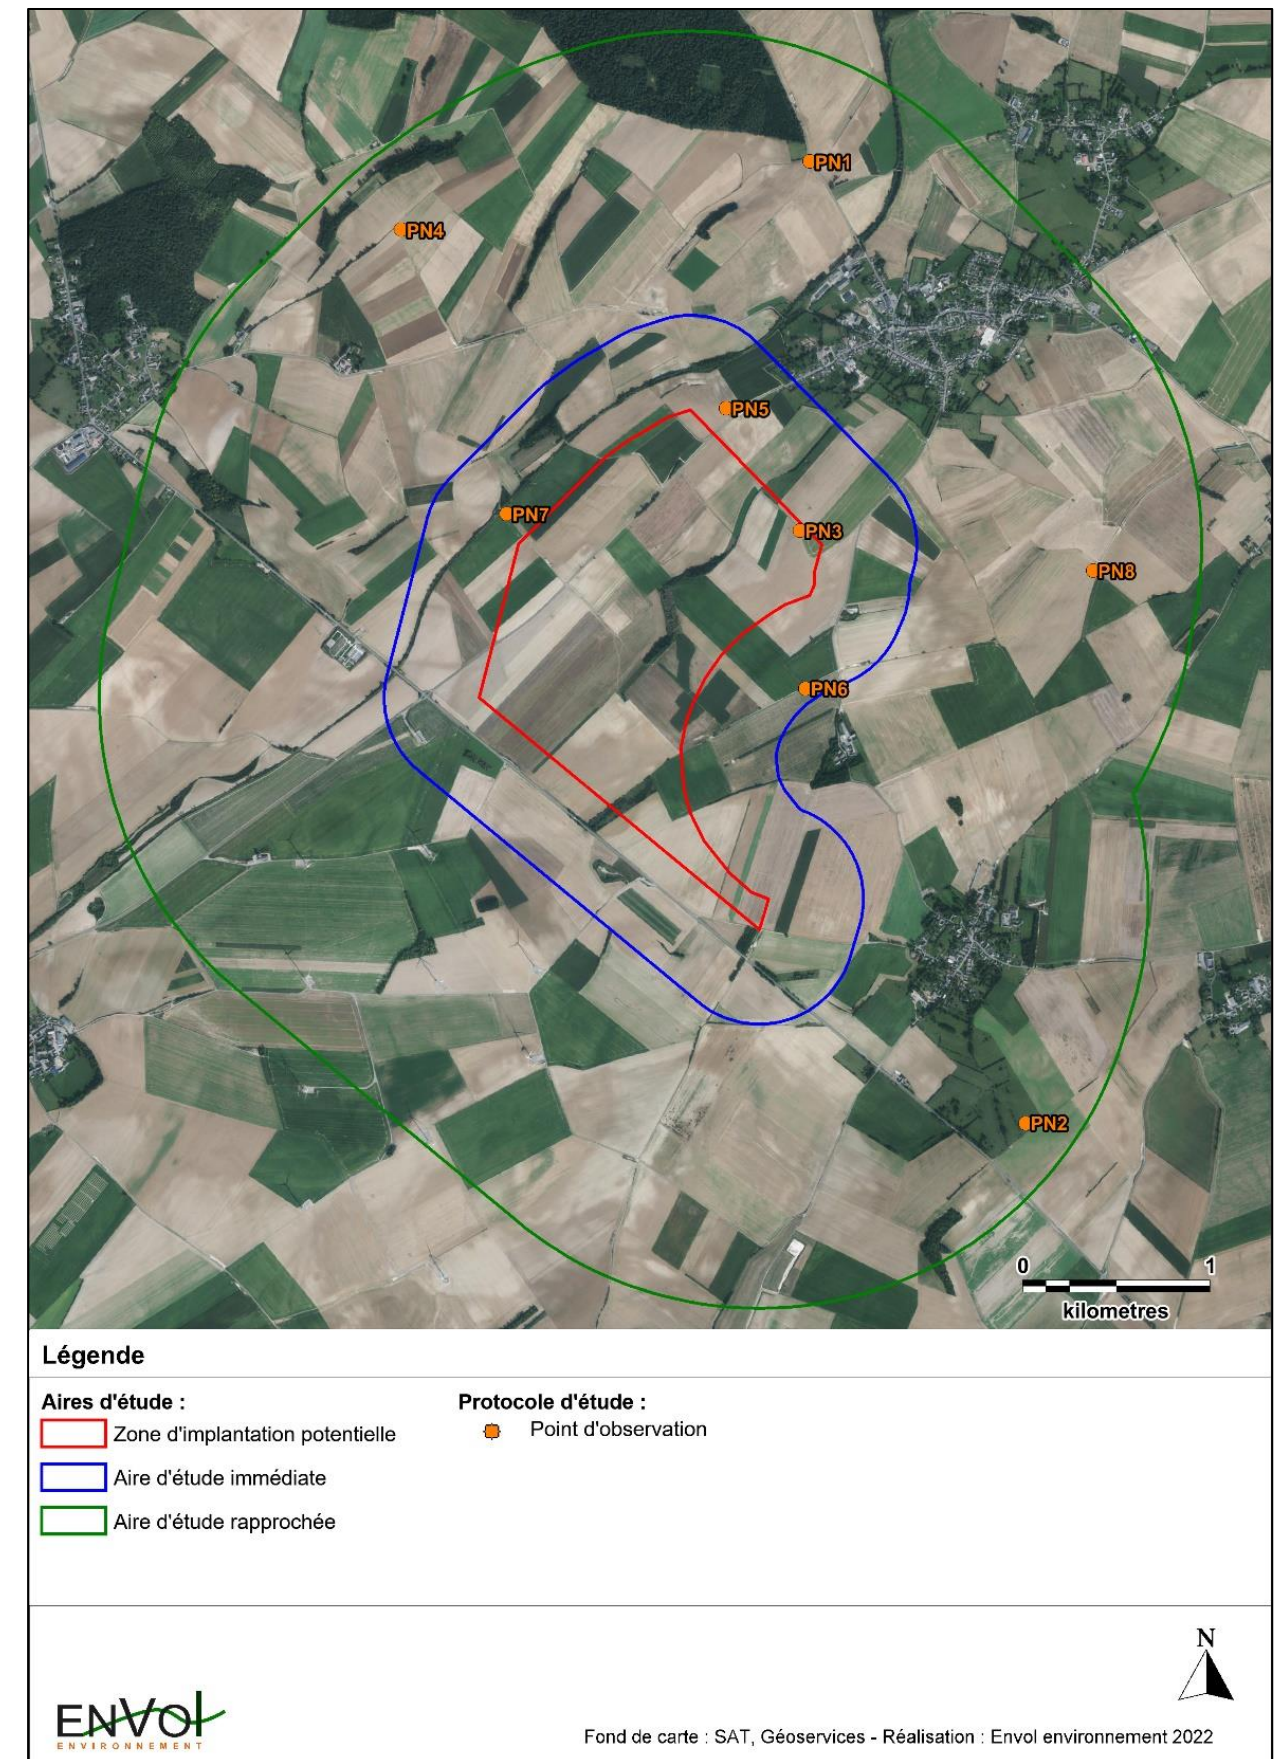 PN1
PN4
PN5
PN7
PN3
PN8
PN6
PN2
0 1
kilometres
Légende
Aires d'étude :
Zone d'implantation potentielle
Aire d'étude immédiate
Aire d'étude rapprochée
Protocole d'étude :
Point d'observation
N
ENVOl
ENVIRONNEMENT
Fond de carte : SAT, Géoservices - Réalisation : Envol environnement 2022